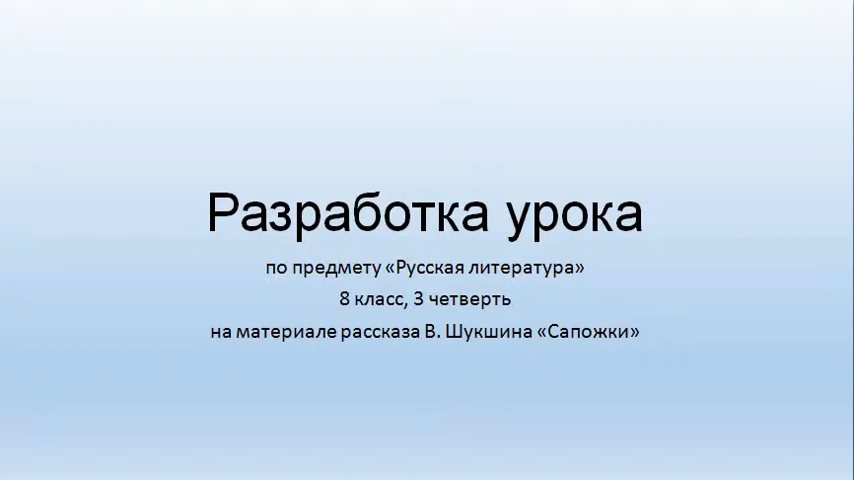 Разработка урока
по предмету «Русская литература»
8 класс, 3 четверть
на материале рассказа В. Шукшина «Сапожки»